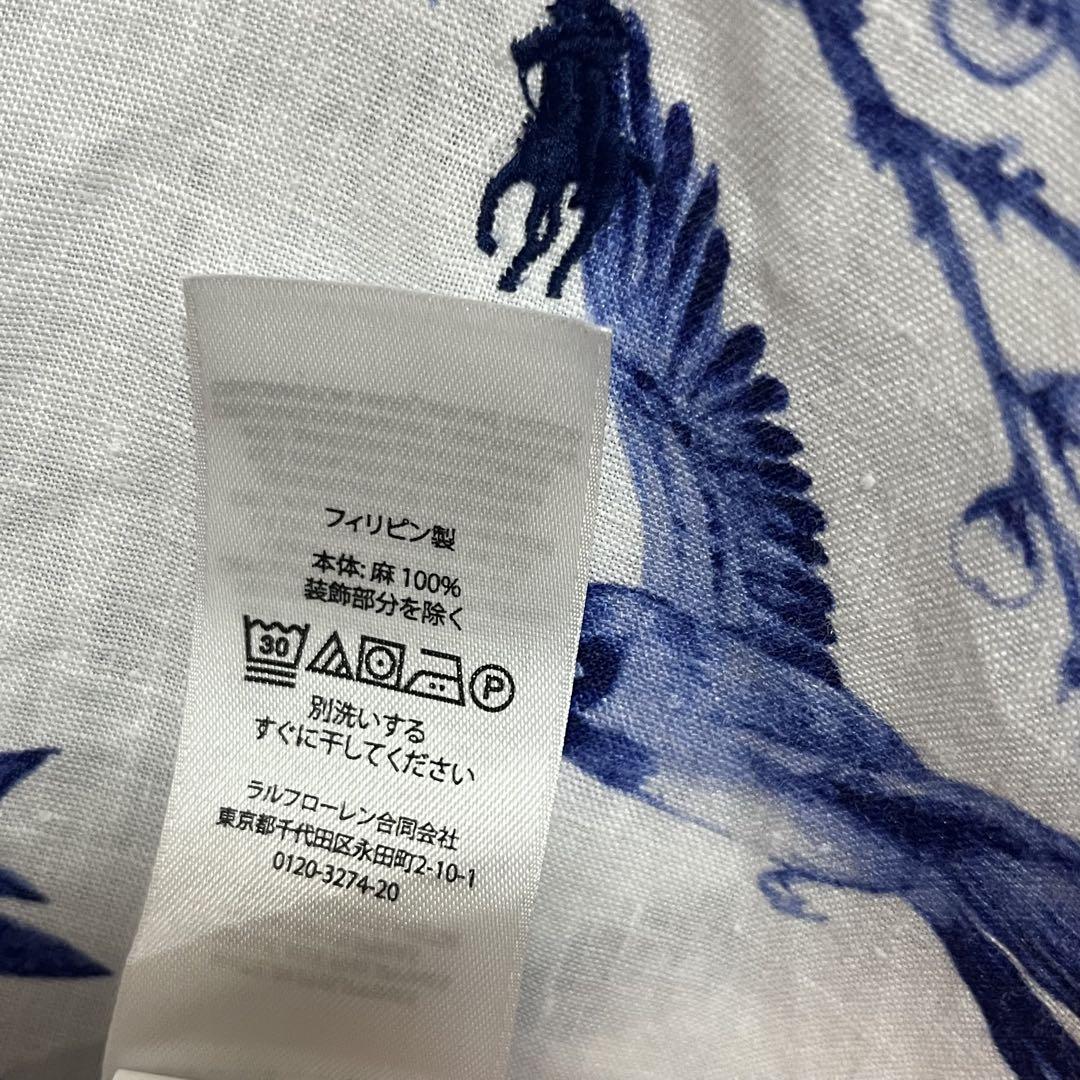 フィリピン製
本体: 麻 100%
装飾部分を除く
30 P
別洗いする
すぐに干してください
ラルフローレン合同会社
東京都千代田区永田町2-10-1
0120-3274-20